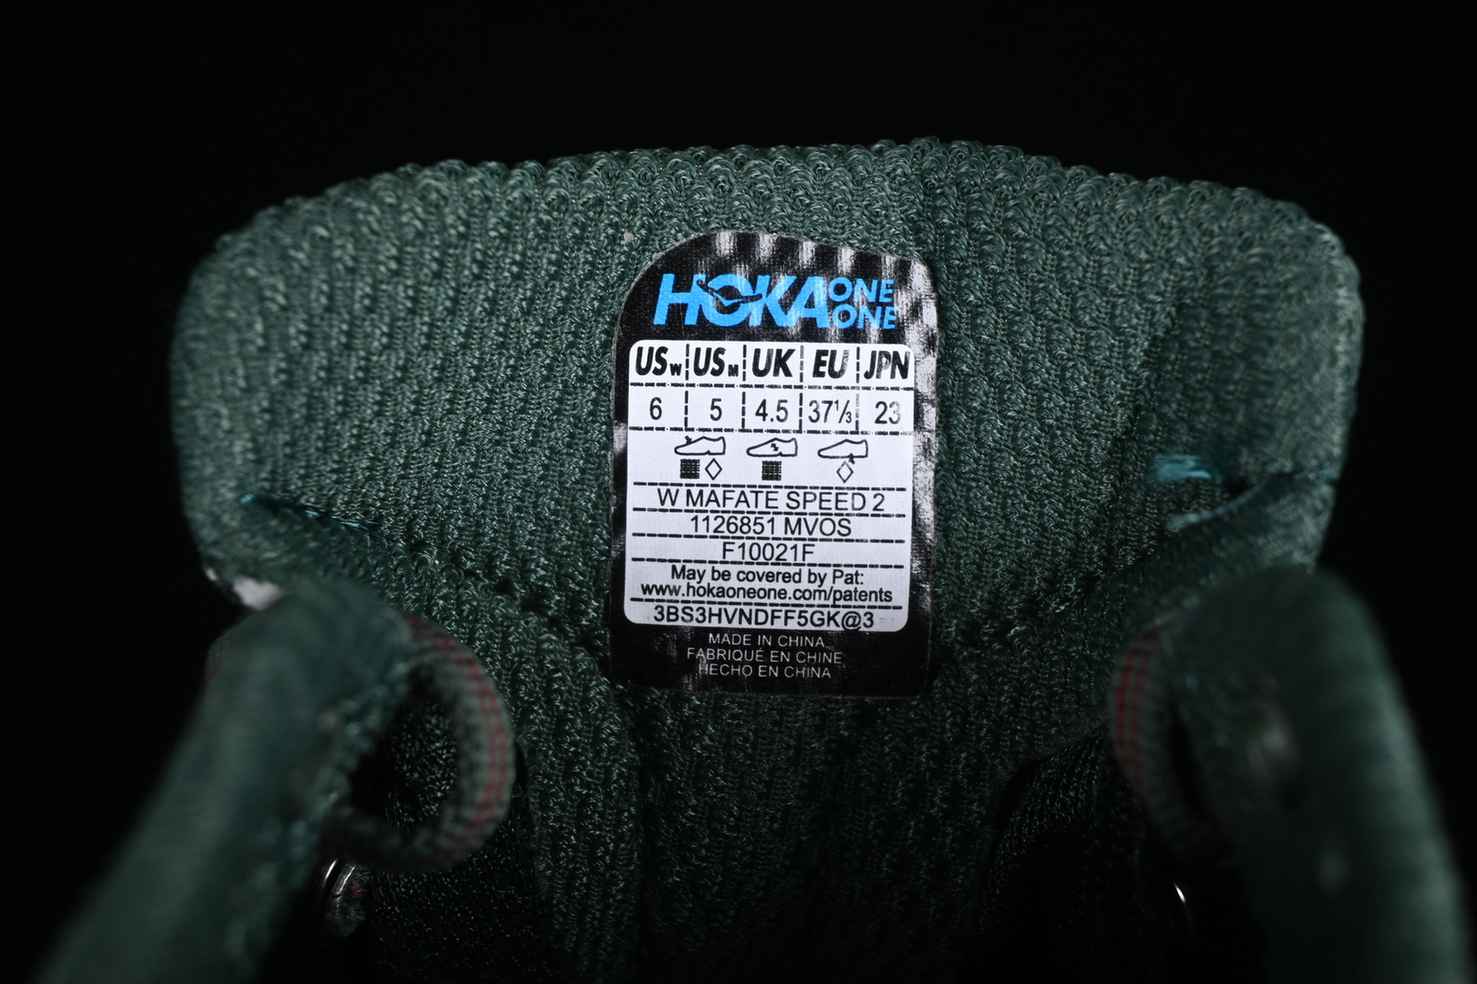 HOKA ONE ONE
USW USM UK EU JPN
6 5 4.5 37⅓ 23
W MAFATE SPEED 2
1126851 MVOS
F10021F
May be covered by Pat:
www.hokaoneone.com/patents
3BS3HVNDFF5GK@3
MADE IN CHINA
FABRIQUÉ EN CHINE
HECHO EN CHINA